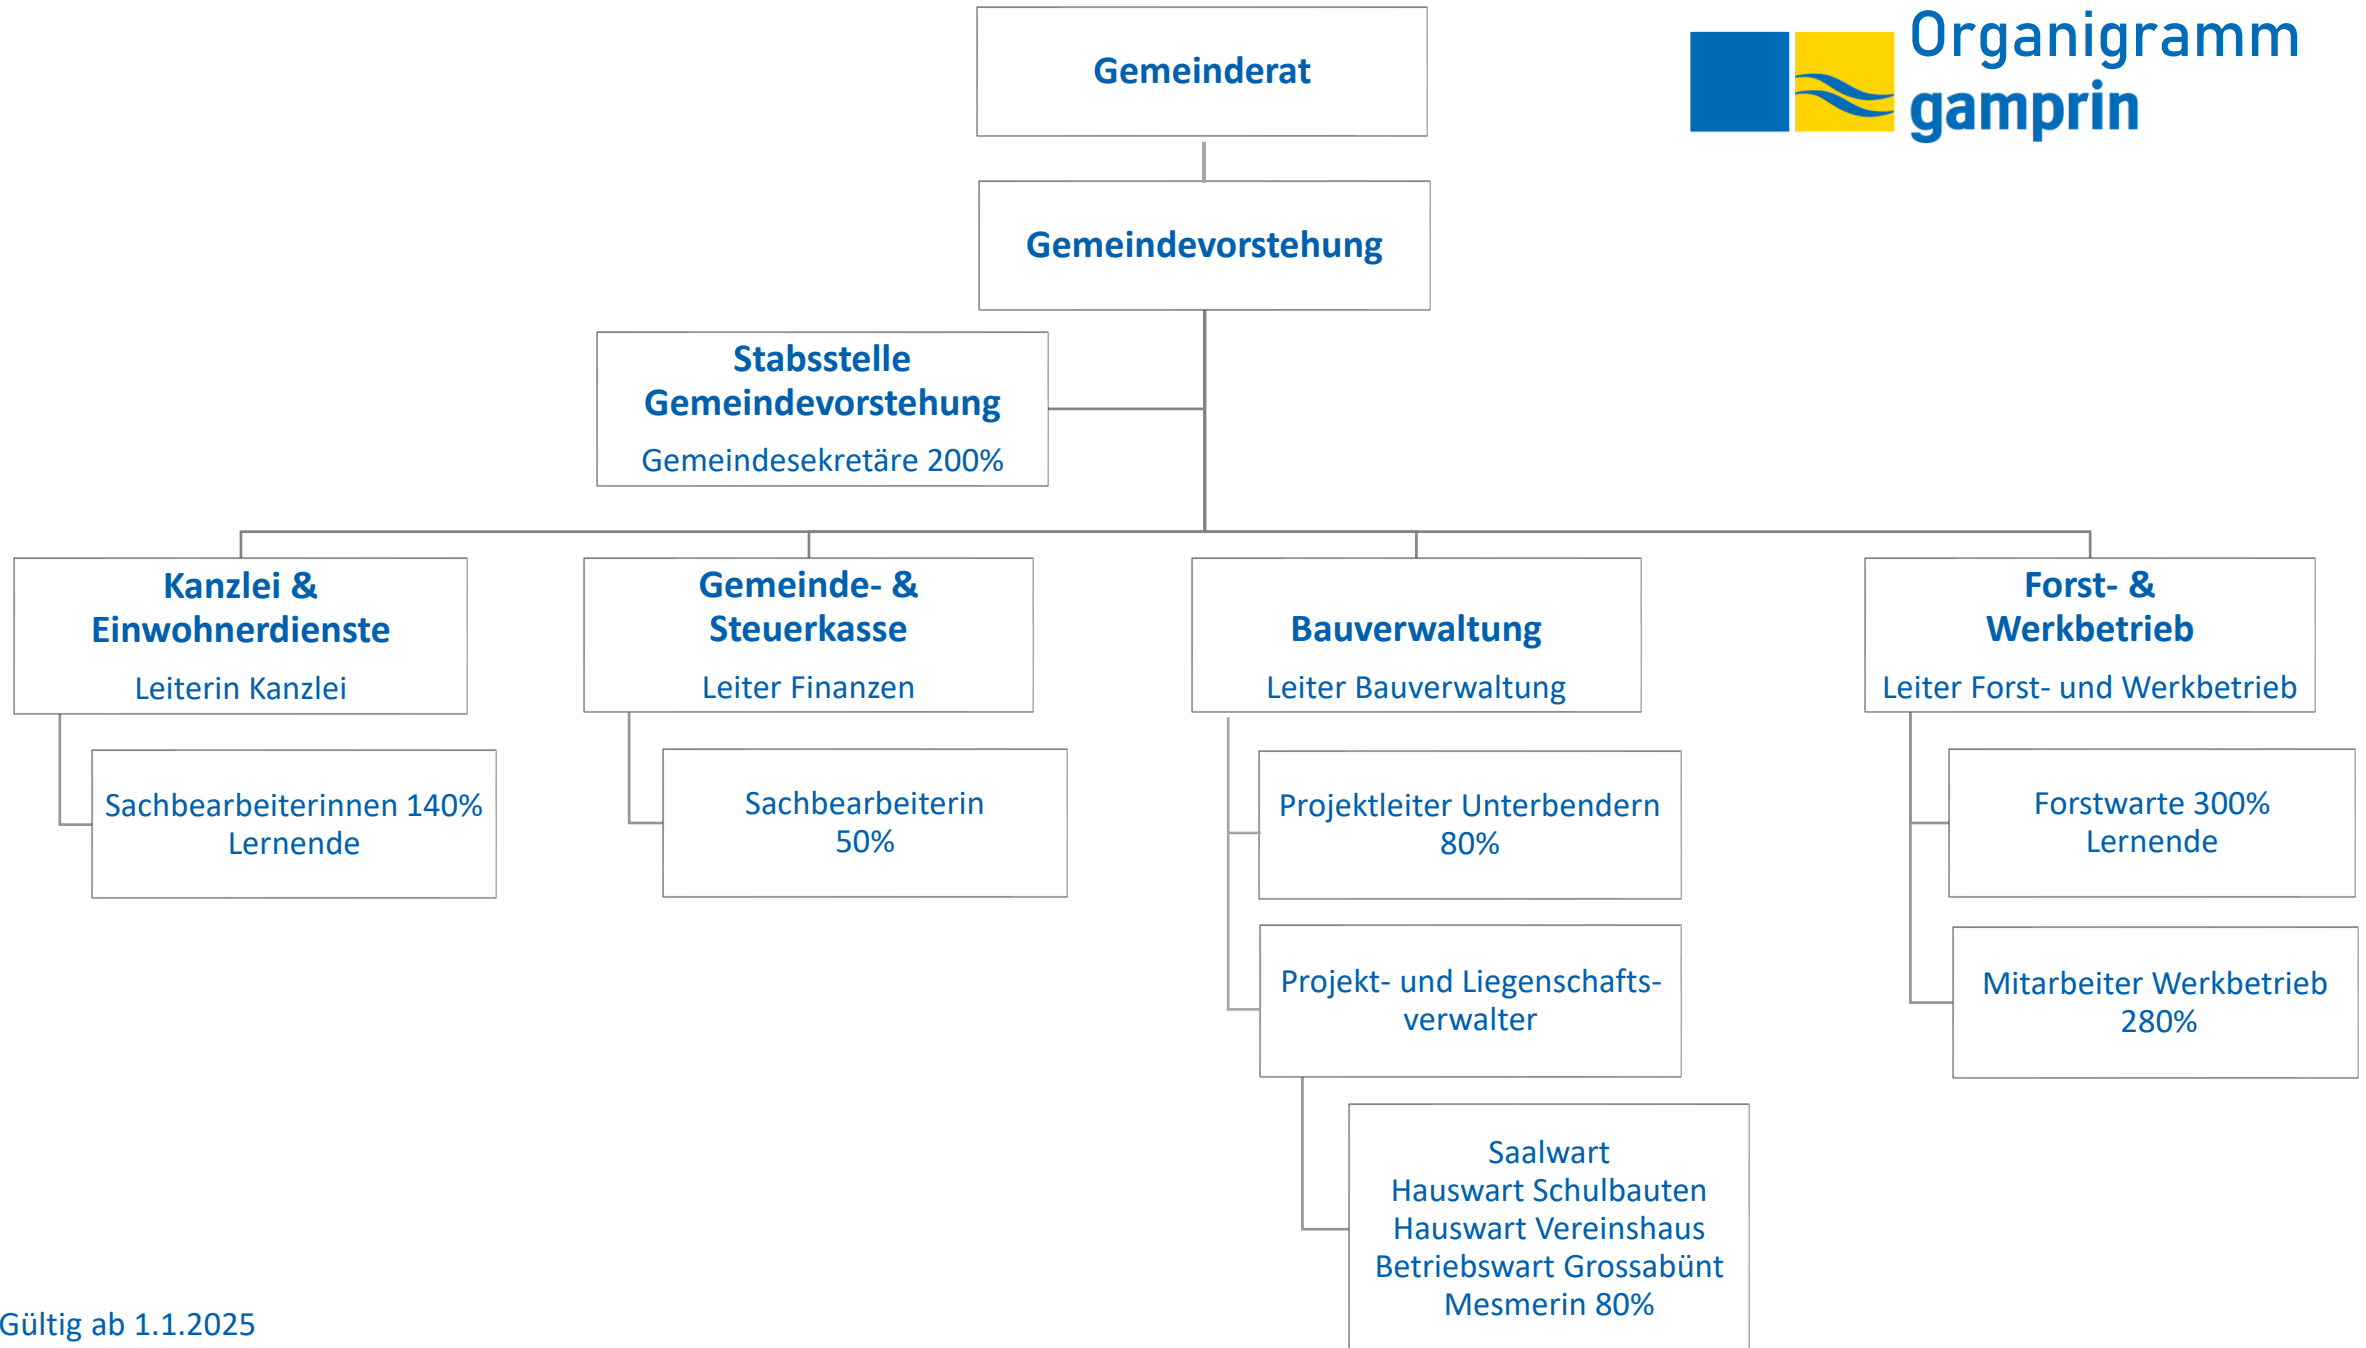 Organigramm
gamprin
Gemeinderat
Gemeindevorstehung
Stabsstelle
Gemeindevorstehung
Gemeindesekretäre 200%
Kanzlei &
Einwohnerdienste
Leiterin Kanzlei
Sachbearbeiterinnen 140%
Lernende
Gemeinde- &
Steuerkasse
Leiter Finanzen
Sachbearbeiterin
50%
Bauverwaltung
Leiter Bauverwaltung
Projektleiter Unterbendern
80%
Projekt- und Liegenschafts-
verwalter
Saalwart
Hauswart Schulbauten
Hauswart Vereinshaus
Betriebswart Grossabünt
Mesmerin 80%
Forst- &
Werkbetrieb
Leiter Forst- und Werkbetrieb
Forstwarte 300%
Lernende
Mitarbeiter Werkbetrieb
280%
Gültig ab 1.1.2025